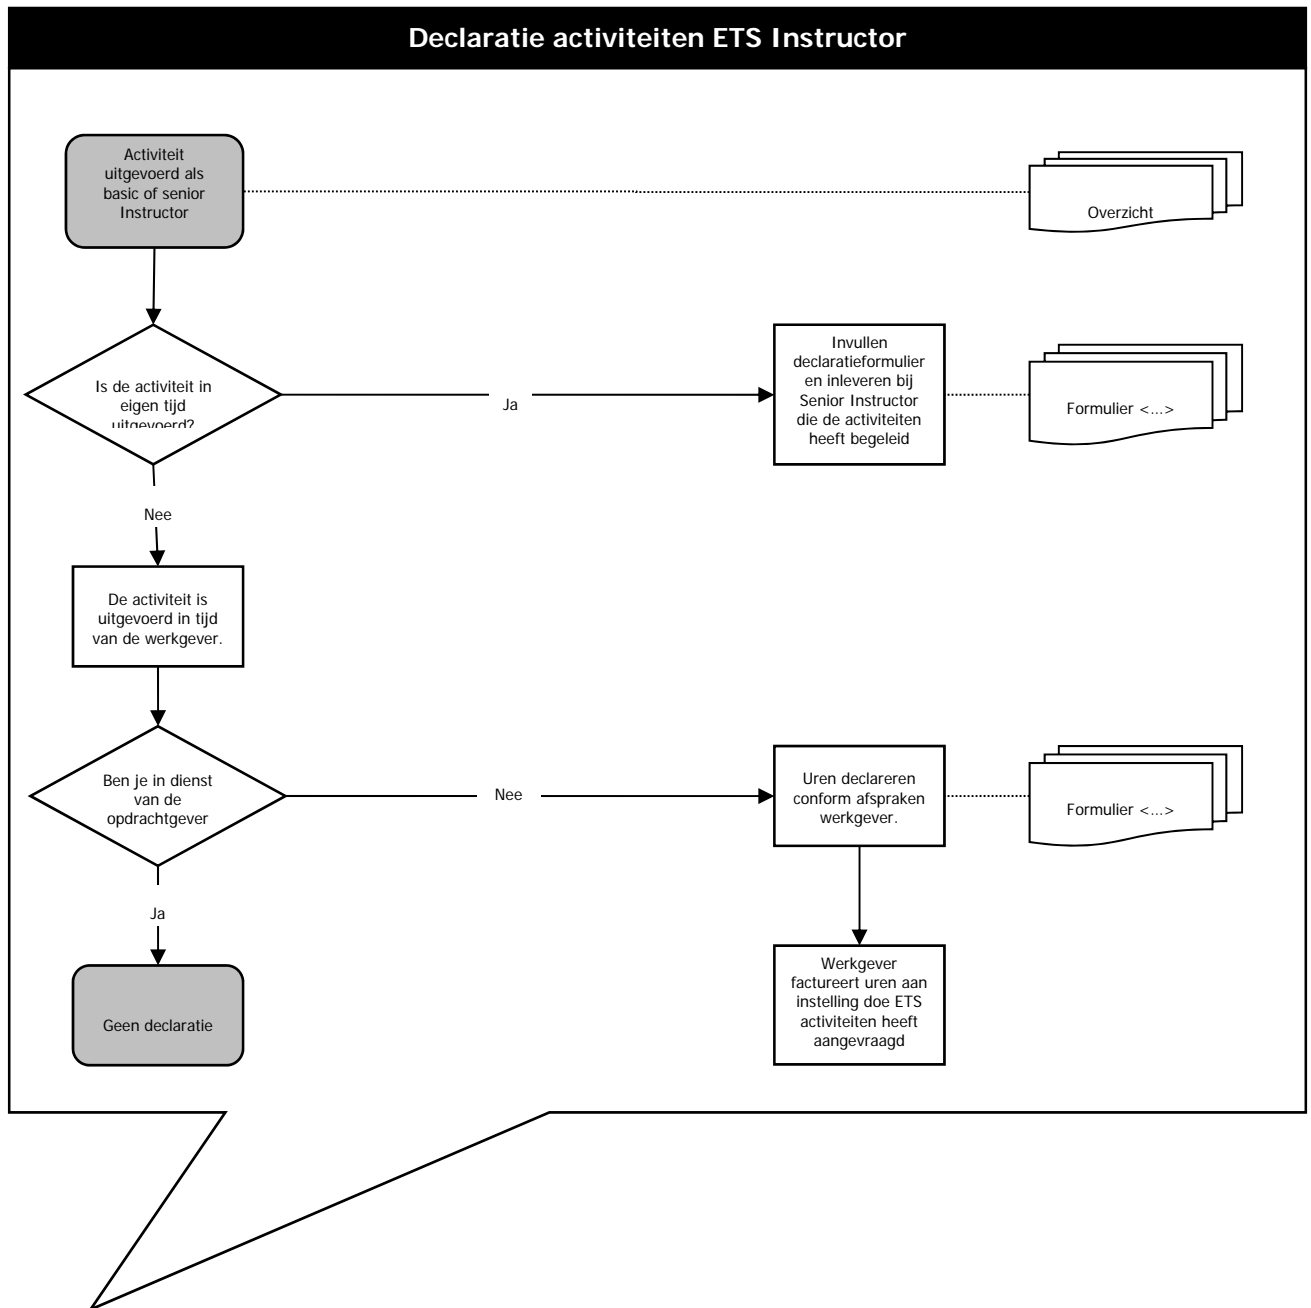 Declaratie activiteiten ETS Instructor
Activiteit
uitgevoerd als
basic of senior
Instructor
Overzicht
Is de activiteit in
eigen tijd
uitgevoerd?
Ja
Invullen
declaratieformulier
en inleveren bij
Senior Instructor
die de activiteiten
heeft begeleid
Formulier <...>
Nee
De activiteit is
uitgevoerd in tijd
van de werkgever.
Ben je in dienst
van de
opdrachtgever
Nee
Uren declareren
conform afspraken
werkgever.
Formulier <...>
Ja
Geen declaratie
Werkgever
factureert uren aan
instelling doe ETS
activiteiten heeft
aangevraagd